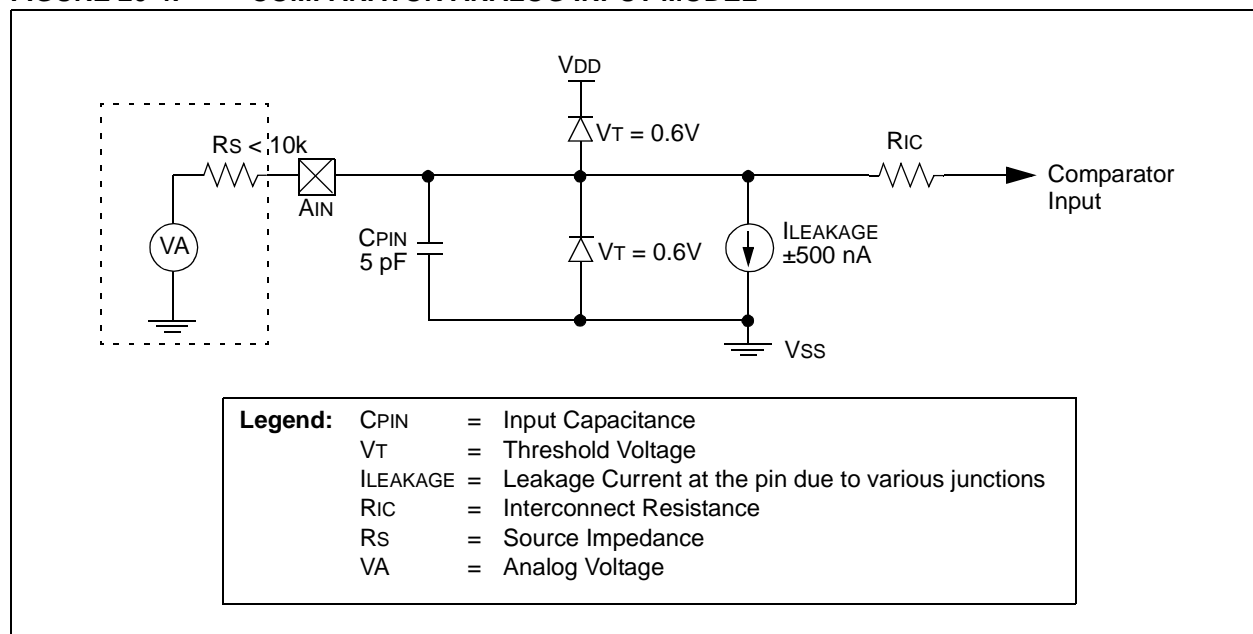 VDD
VT = 0.6V
RS < 10k
RIC
AIN
Comparator
Input
VA
CPIN
5 pF
VT = 0.6V
ILEAKAGE
±500 nA
VSS
Legend: CPIN = Input Capacitance
VT = Threshold Voltage
ILEAKAGE = Leakage Current at the pin due to various junctions
RIC = Interconnect Resistance
RS = Source Impedance
VA = Analog Voltage